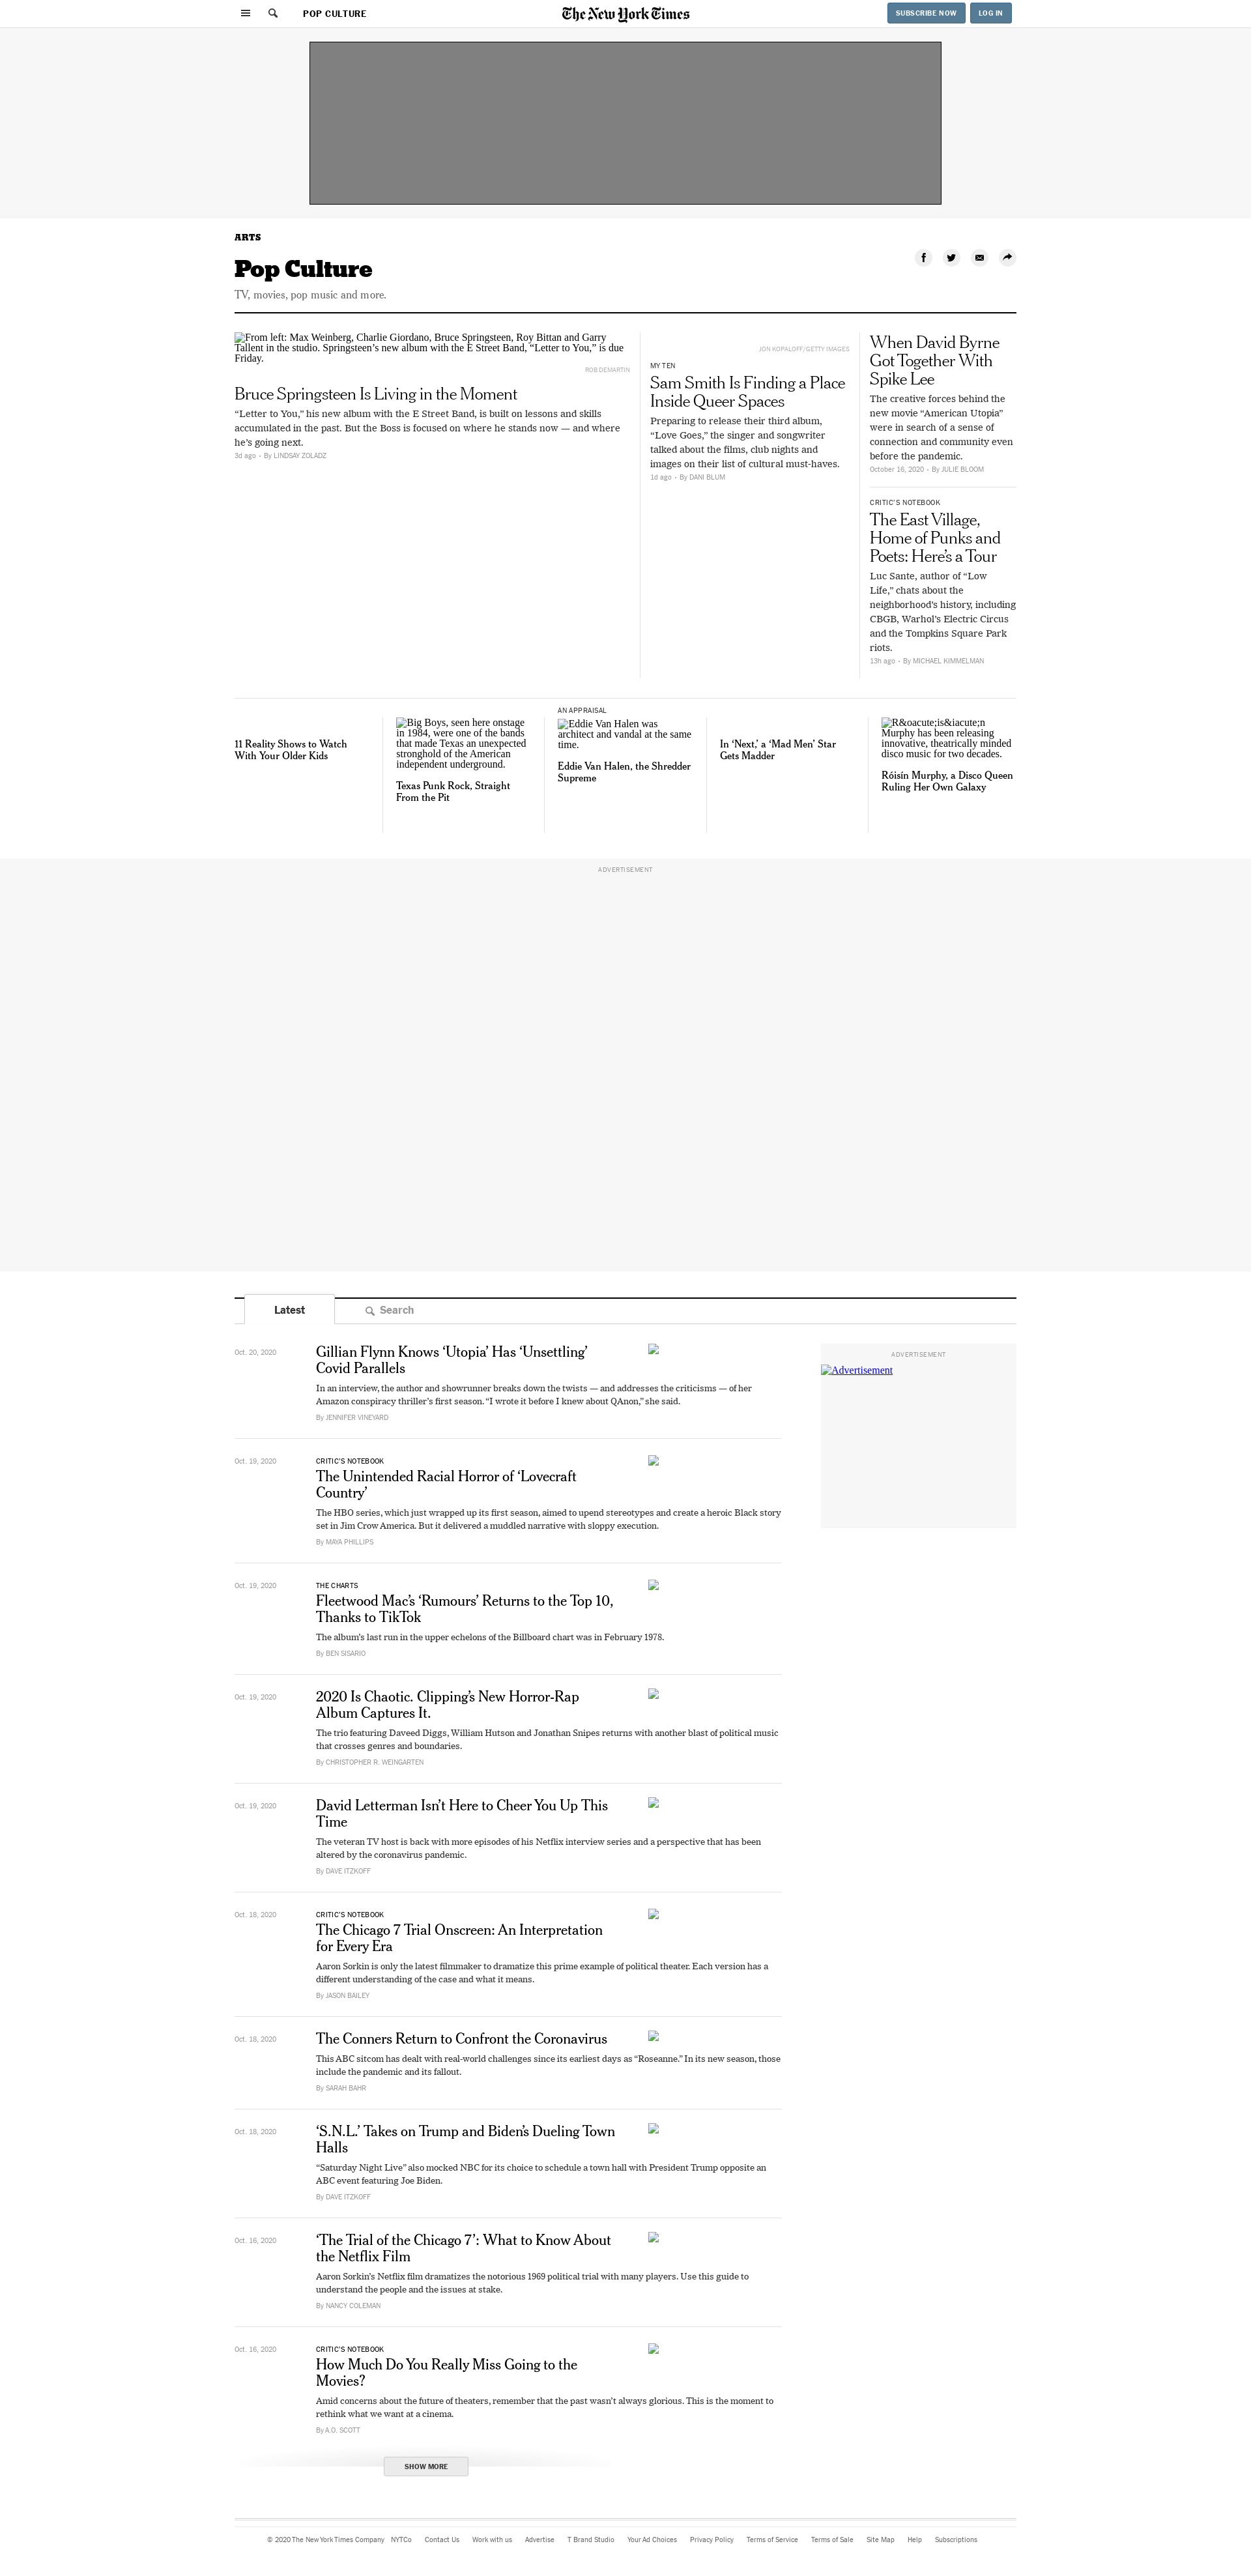 POP CULTURE
The New York Times
SUBSCRIBE NOW
LOG IN
ARTS
Pop Culture
TV, movies, pop music and more.
From left: Max Weinberg, Charlie Giordano, Bruce Springsteen, Roy Bittan and Garry
Tallent in the studio. Springsteen’s new album with the E Street Band, “Letter to You,” is due
Friday.
ROB DEMARTIN
Bruce Springsteen Is Living in the Moment
“Letter to You,” his new album with the E Street Band, is built on lessons and skills
accumulated in the past. But the Boss is focused on where he stands now — and where
he’s going next.
3d ago • By LINDSAY ZOLADZ
JON KOPALOFF/GETTY IMAGES
MY TEN
Sam Smith Is Finding a Place
Inside Queer Spaces
Preparing to release their third album,
“Love Goes,” the singer and songwriter
talked about the films, club nights and
images on their list of cultural must-haves.
1d ago • By DANI BLUM
When David Byrne
Got Together With
Spike Lee
The creative forces behind the
new movie “American Utopia”
were in search of a sense of
connection and community even
before the pandemic.
October 16, 2020 • By JULIE BLOOM
CRITIC’S NOTEBOOK
The East Village,
Home of Punks and
Poets: Here’s a Tour
Luc Sante, author of “Low
Life,” chats about the
neighborhood’s history, including
CBGB, Warhol’s Electric Circus
and the Tompkins Square Park
riots.
13h ago • By MICHAEL KIMMELMAN
11 Reality Shows to Watch
With Your Older Kids
Big Boys, seen here onstage
in 1984, were one of the bands
that made Texas an unexpected
stronghold of the American
independent underground.
Texas Punk Rock, Straight
From the Pit
AN APPRAISAL
Eddie Van Halen was
architect and vandal at the same
time.
Eddie Van Halen, the Shredder
Supreme
In ‘Next,’ a ‘Mad Men’ Star
Gets Madder
R&oacute;is&iacute;n
Murphy has been releasing
innovative, theatrically minded
disco music for two decades.
Róisín Murphy, a Disco Queen
Ruling Her Own Galaxy
ADVERTISEMENT
Latest
Search
Oct. 20, 2020
Gillian Flynn Knows ‘Utopia’ Has ‘Unsettling’
Covid Parallels
In an interview, the author and showrunner breaks down the twists — and addresses the criticisms — of her
Amazon conspiracy thriller’s first season. “I wrote it before I knew about QAnon,” she said.
By JENNIFER VINEYARD
ADVERTISEMENT
Advertisement
Oct. 19, 2020
CRITIC’S NOTEBOOK
The Unintended Racial Horror of ‘Lovecraft
Country’
The HBO series, which just wrapped up its first season, aimed to upend stereotypes and create a heroic Black story
set in Jim Crow America. But it delivered a muddled narrative with sloppy execution.
By MAYA PHILLIPS
Oct. 19, 2020
THE CHARTS
Fleetwood Mac’s ‘Rumours’ Returns to the Top 10,
Thanks to TikTok
The album’s last run in the upper echelons of the Billboard chart was in February 1978.
By BEN SISARIO
Oct. 19, 2020
2020 Is Chaotic. Clipping’s New Horror-Rap
Album Captures It.
The trio featuring Daveed Diggs, William Hutson and Jonathan Snipes returns with another blast of political music
that crosses genres and boundaries.
By CHRISTOPHER R. WEINGARTEN
Oct. 19, 2020
David Letterman Isn’t Here to Cheer You Up This
Time
The veteran TV host is back with more episodes of his Netflix interview series and a perspective that has been
altered by the coronavirus pandemic.
By DAVE ITZKOFF
Oct. 18, 2020
CRITIC’S NOTEBOOK
The Chicago 7 Trial Onscreen: An Interpretation
for Every Era
Aaron Sorkin is only the latest filmmaker to dramatize this prime example of political theater. Each version has a
different understanding of the case and what it means.
By JASON BAILEY
Oct. 18, 2020
The Conners Return to Confront the Coronavirus
This ABC sitcom has dealt with real-world challenges since its earliest days as “Roseanne.” In its new season, those
include the pandemic and its fallout.
By SARAH BAHR
Oct. 18, 2020
‘S.N.L.’ Takes on Trump and Biden’s Dueling Town
Halls
“Saturday Night Live” also mocked NBC for its choice to schedule a town hall with President Trump opposite an
ABC event featuring Joe Biden.
By DAVE ITZKOFF
Oct. 16, 2020
‘The Trial of the Chicago 7’: What to Know About
the Netflix Film
Aaron Sorkin’s Netflix film dramatizes the notorious 1969 political trial with many players. Use this guide to
understand the people and the issues at stake.
By NANCY COLEMAN
Oct. 16, 2020
CRITIC’S NOTEBOOK
How Much Do You Really Miss Going to the
Movies?
Amid concerns about the future of theaters, remember that the past wasn’t always glorious. This is the moment to
rethink what we want at a cinema.
By A.O. SCOTT
SHOW MORE
© 2020 The New York Times Company NYTCo Contact Us Work with us Advertise T Brand Studio Your Ad Choices Privacy Policy Terms of Service Terms of Sale Site Map Help Subscriptions